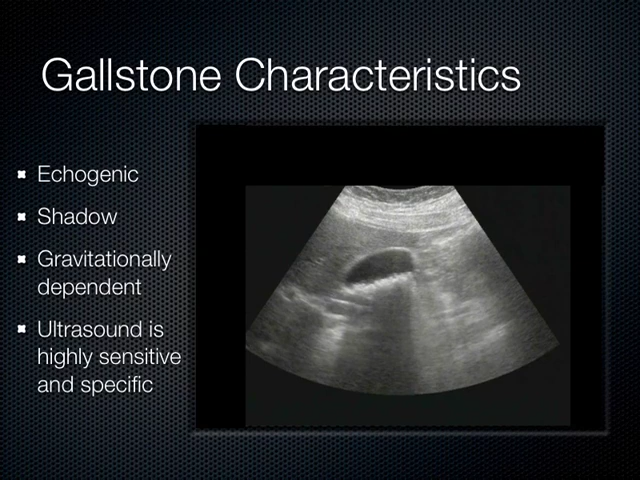 Gallstone Characteristics
Echogenic
Shadow
Gravitationally
dependent
Ultrasound is
highly sensitive
and specific